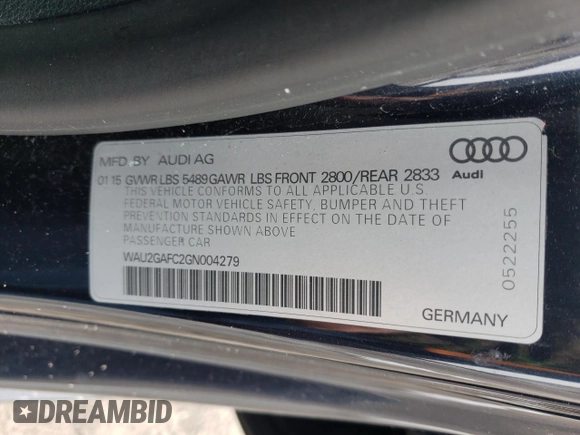 MFD. BY AUDI AG
01 15 GVWR LBS 5489 GAWR LBS FRONT 2800/REAR 2833
THIS VEHICLE CONFORMS TO ALL APPLICABLE U.S.
FEDERAL MOTOR VEHICLE SAFETY, BUMPER AND THEFT
PREVENTION STANDARDS IN EFFECT ON THE DATE OF
MANUFACTURE SHOWN ABOVE
PASSENGER CAR
WAU2GAFC2GN004279
Audi
0522255
GERMANY
DREAMBID